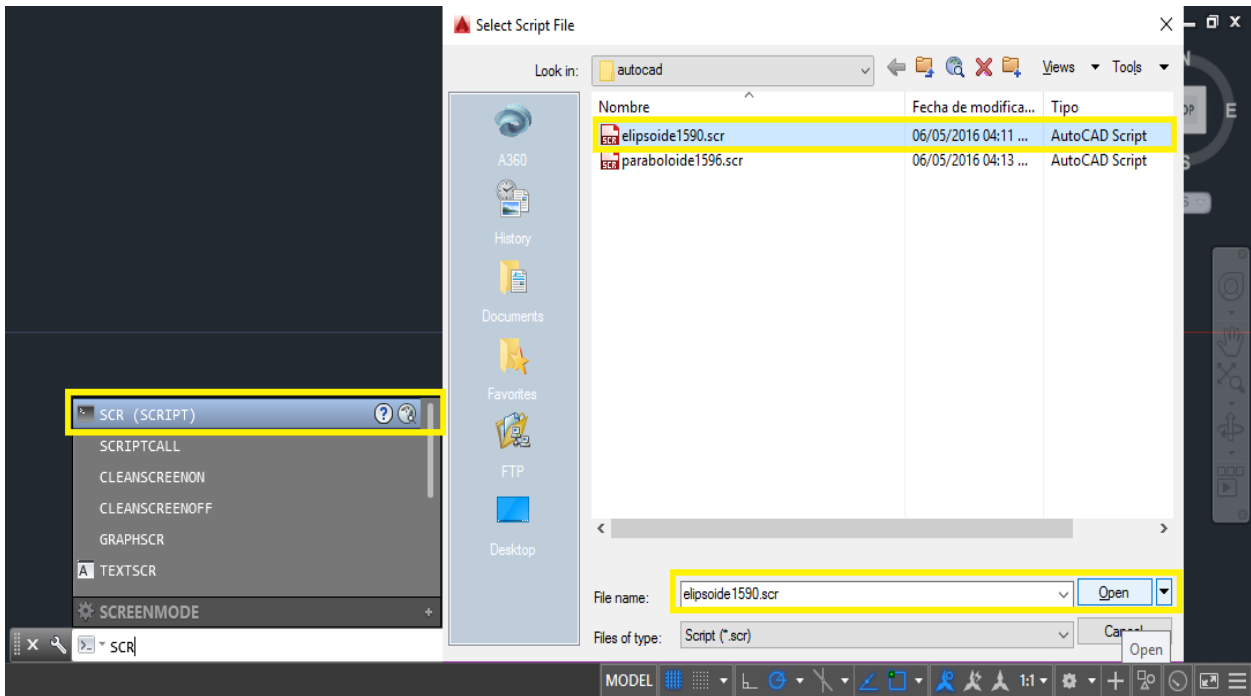 Select Script File
Look in:
autocad
Views
Tools
Nombre
Fecha de modifica...
Tipo
elipsoide1590.scr
06/05/2016 04:11 ...
AutoCAD Script
paraboloide1596.scr
06/05/2016 04:13 ...
AutoCAD Script
A360
History
Documents
Favorites
FTP
Desktop
File name:
elipsoide1590.scr
Open
Files of type:
Script (*.scr)
Cancel
Open
E
S
SCR (SCRIPT)
SCRIPTCALL
CLEANSCREENON
CLEANSCREENOFF
GRAPHSCR
A TEXTSCR
SCREENMODE
SCR
MODEL
1:1